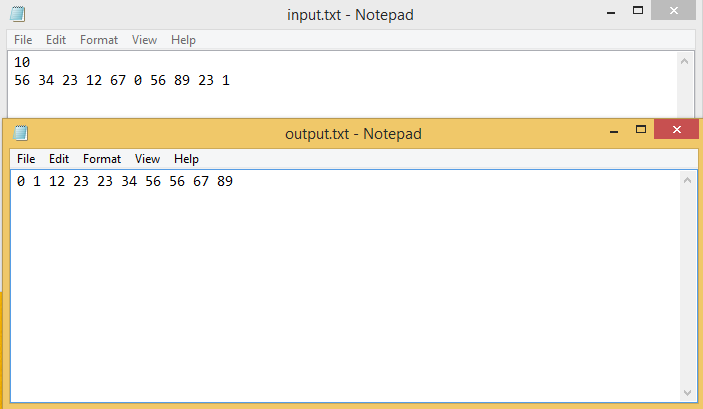 input.txt - Notepad
File Edit Format View Help
10
56 34 23 12 67 0 56 89 23 1
output.txt - Notepad
File Edit Format View Help
0 1 12 23 23 34 56 56 67 89